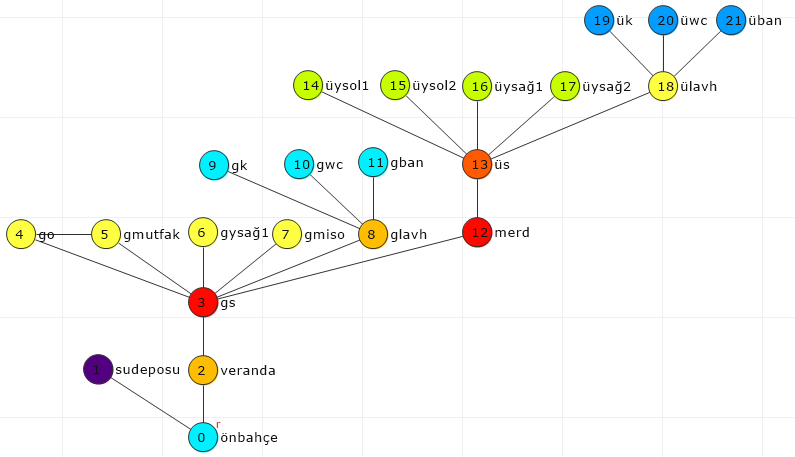 19 ük 20 üwc 21 üban
14 üysol1 15 üysol2 16 üysağ1 17 üysağ2 18 ülavh
9 gk 10 gwc 11 gban 13 üs
4 go 5 gmutfak 6 gysağ1 7 gmiso 8 glavh 12 merd
3 gs
1 sudeposu 2 veranda
r
0 önbahçe